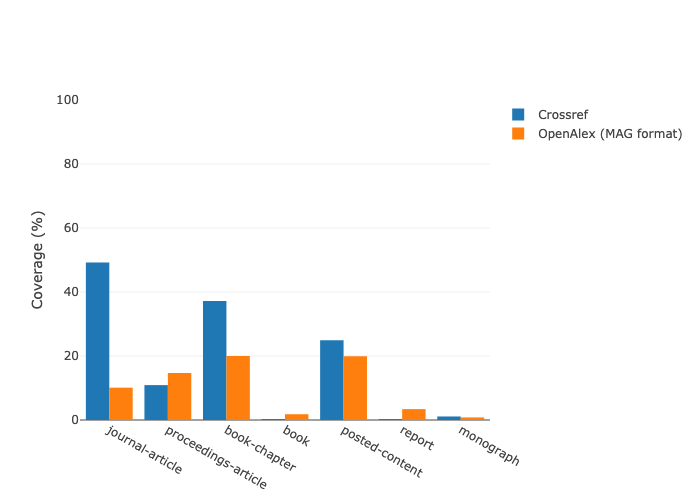 100
80
60
40
20
0
Coverage (%)
journal-article
proceedings-article
book-chapter
book
posted-content
report
monograph
Crossref
OpenAlex (MAG format)